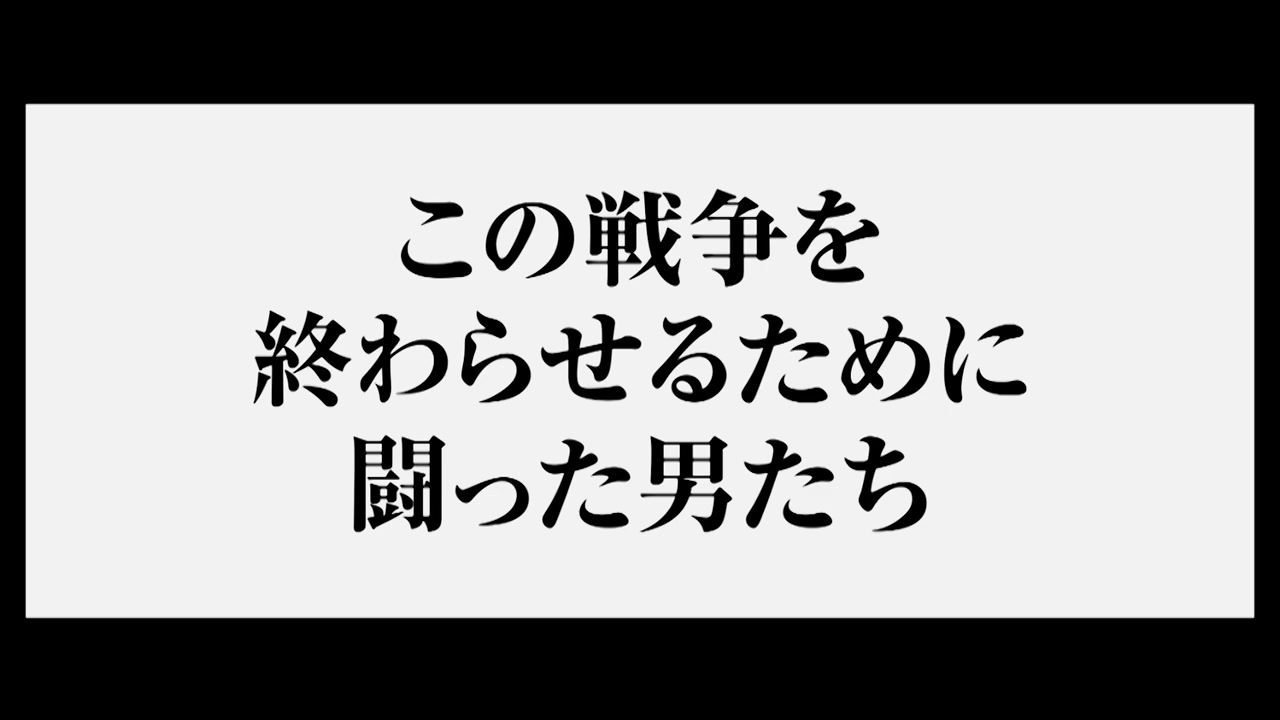 この戦争を
終わらせるために
闘った男たち